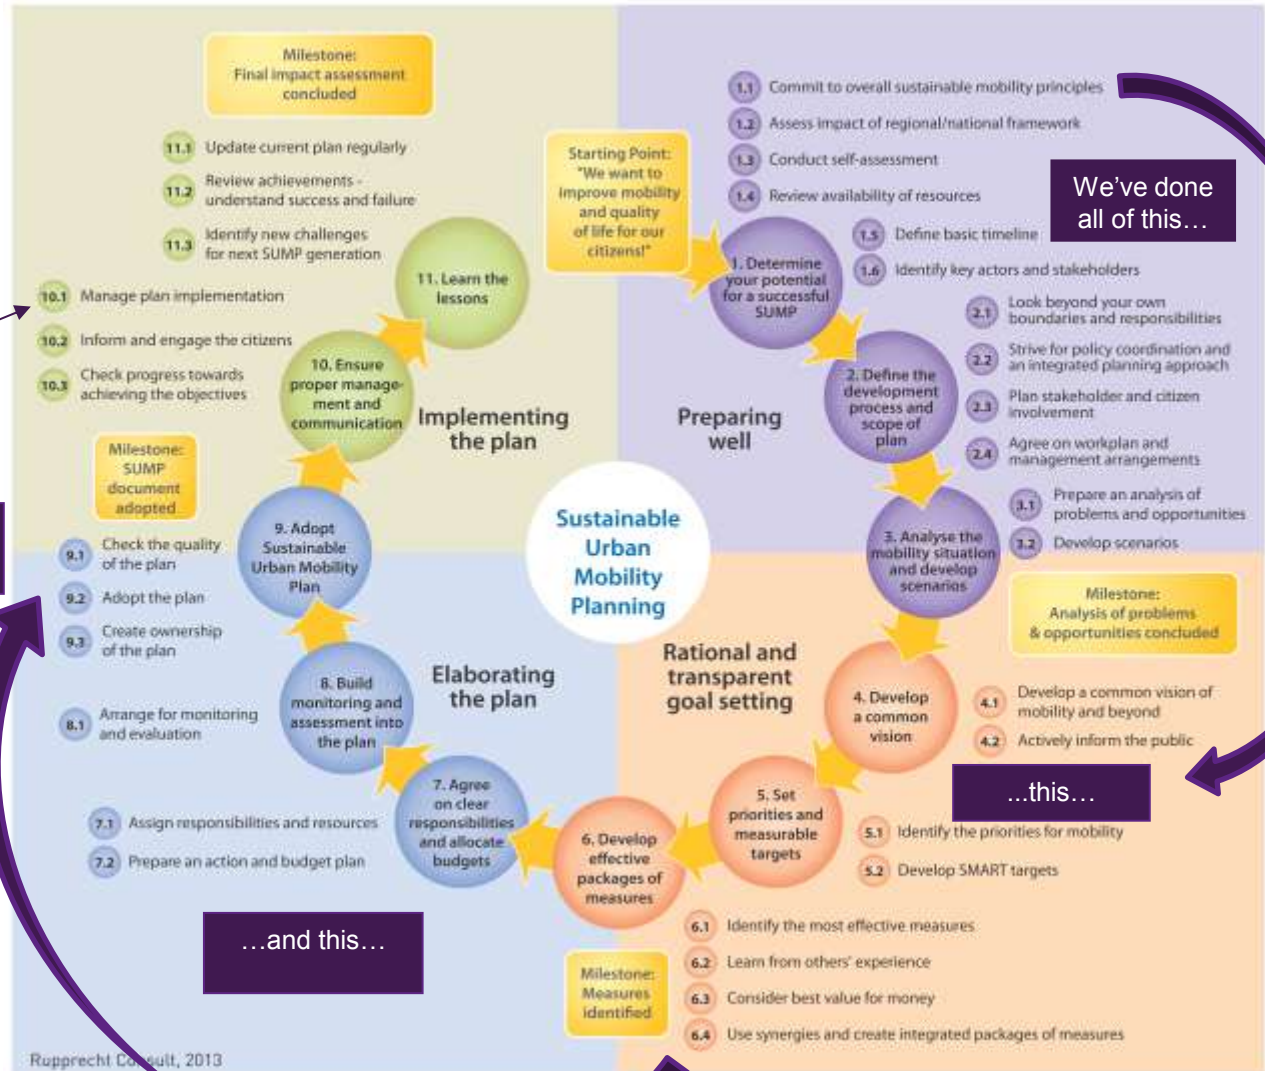 Milestone:
Final impact assessment
concluded
11.1 Update current plan regularly
11.2 Review achievements -
understand success and failure
11.3 Identify new challenges
for next SUMP generation
11. Learn the
lessons
10.1 Manage plan implementation
10.2 Inform and engage the citizens
10.3 Check progress towards
achieving the objectives
10. Ensure
proper manage-
ment and
communication
Implementing
the plan
Starting Point:
"We want to
improve mobility
and quality
of life for our
citizens!"
1.1 Commit to overall sustainable mobility principles
1.2 Assess impact of regional/national framework
1.3 Conduct self-assessment
1.4 Review availability of resources
1.5 Define basic timeline
1.6 Identify key actors and stakeholders
We've done
all of this…
1. Determine
your potential
for a successful
SUMP
2.1 Look beyond your own
boundaries and responsibilities
2.2 Strive for policy coordination and
an integrated planning approach
2.3 Plan stakeholder and citizen
involvement
2.4 Agree on workplan and
management arrangements
2. Define the
development
process and
scope of
plan
Preparing
well
3.1 Prepare an analysis of
problems and opportunities
3.2 Develop scenarios
3. Analyse the
mobility situation
and develop
scenarios
Milestone:
Analysis of problems
& opportunities concluded
Sustainable
Urban
Mobility
Planning
Rational and
transparent
goal setting
4. Develop
a common
vision
4.1 Develop a common vision of
mobility and beyond
4.2 Actively inform the public
...this…
5. Set
priorities and
measurable
targets
5.1 Identify the priorities for mobility
5.2 Develop SMART targets
6. Develop
effective
packages of
measures
6.1 Identify the most effective measures
6.2 Learn from others' experience
6.3 Consider best value for money
6.4 Use synergies and create integrated packages of measures
Milestone:
Measures
identified
Elaborating
the plan
7. Agree
on clear
responsibilities
and allocate
budgets
7.1 Assign responsibilities and resources
7.2 Prepare an action and budget plan
…and this…
8. Build
monitoring and
assessment into
the plan
8.1 Arrange for monitoring
and evaluation
9. Adopt
Sustainable
Urban Mobility
Plan
9.1 Check the quality
of the plan
9.2 Adopt the plan
9.3 Create ownership
of the plan
Milestone:
SUMP
document
adopted
Rupprecht Consult, 2013